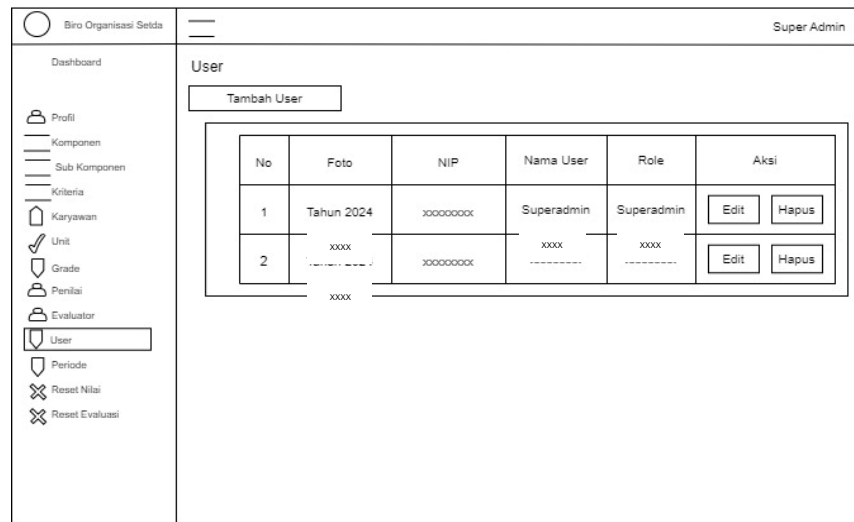 Biro Organisasi Setda
Super Admin
Dashboard
Profil
Komponen
Sub Komponen
Kriteria
Karyawan
Unit
Grade
Penilai
Evaluator
User
Periode
Reset Nilai
Reset Evaluasi
User
Tambah User
No Foto NIP Nama User Role Aksi
1 Tahun 2024 xxxxxxxx Superadmin Superadmin Edit Hapus
xxxx xxxx xxxx
2 xxxxxxxx Edit Hapus
xxxx